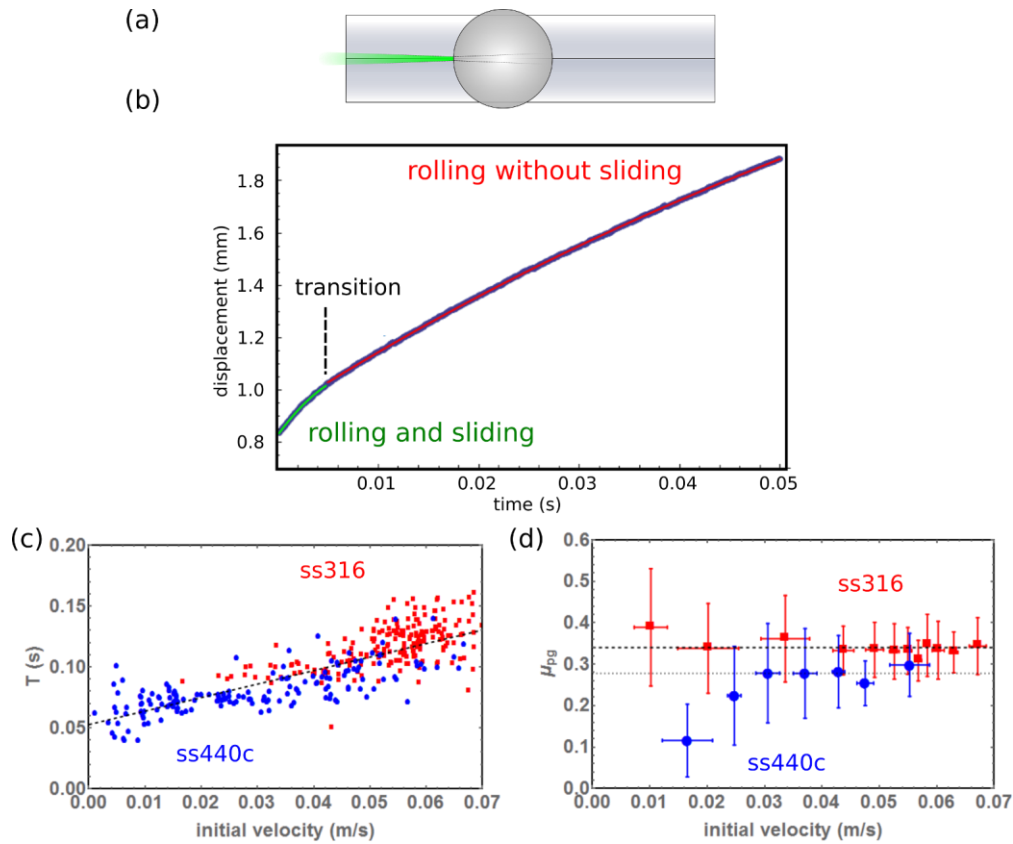 (a)
(b)
rolling without sliding
transition
rolling and sliding
displacement (mm)
1.8
1.6
1.4
1.2
1.0
0.8
0.01 0.02 0.03 0.04 0.05
time (s)
(c)
ss316
ss440c
T (s)
0.20
0.15
0.10
0.05
0.00
0.00 0.01 0.02 0.03 0.04 0.05 0.06 0.07
initial velocity (m/s)
(d)
ss316
ss440c
μpg
0.6
0.5
0.4
0.3
0.2
0.1
0.0
0.00 0.01 0.02 0.03 0.04 0.05 0.06 0.07
initial velocity (m/s)